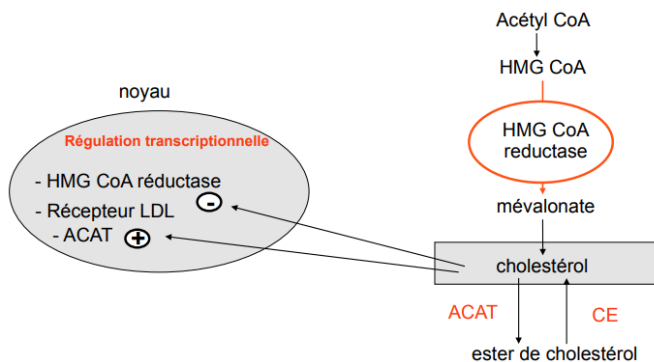 noyau
Régulation transcriptionnelle
- HMG CoA réductase
- Récepteur LDL
-
- ACAT
+
Acétyl CoA
HMG CoA
HMG CoA
reductase
mévalonate
cholestérol
ACAT
CE
ester de cholestérol